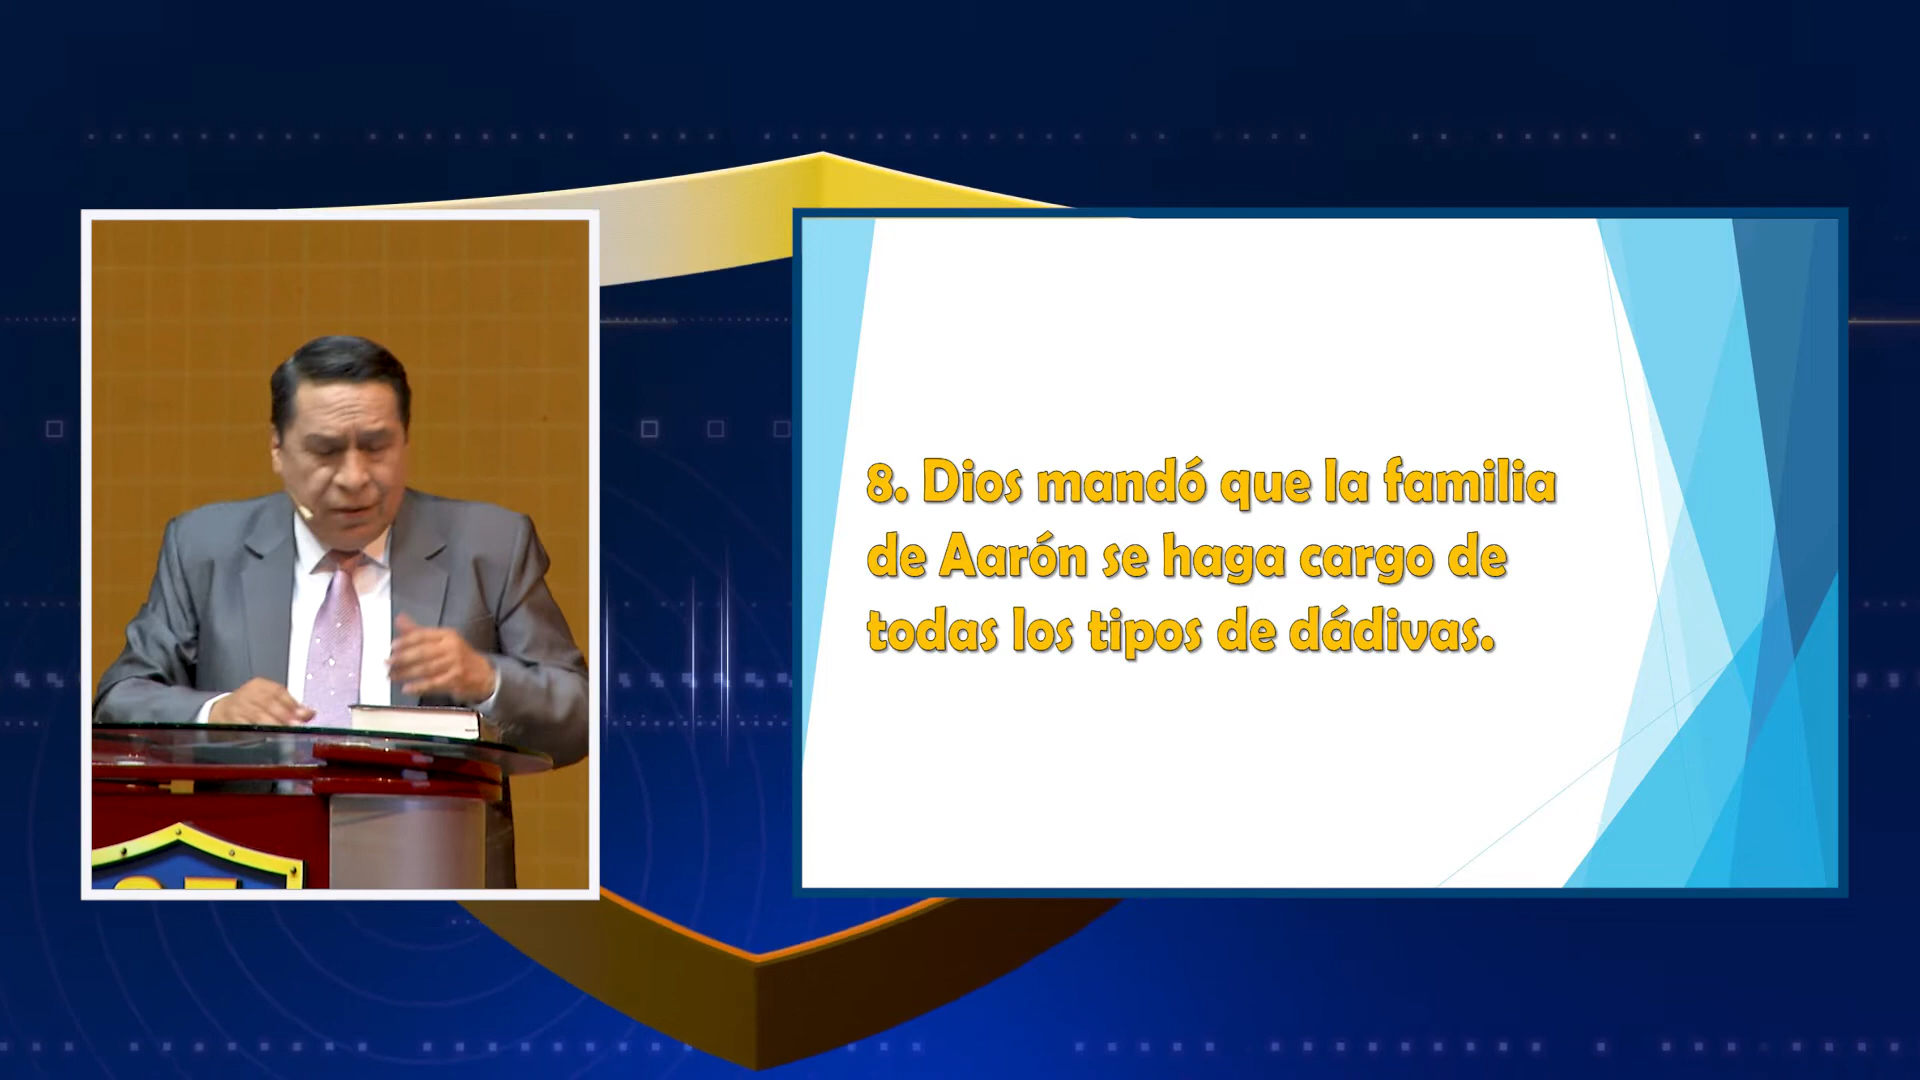 8. Dios mandó que la familia
de Aarón se haga cargo de
todas los tipos de dádivas.